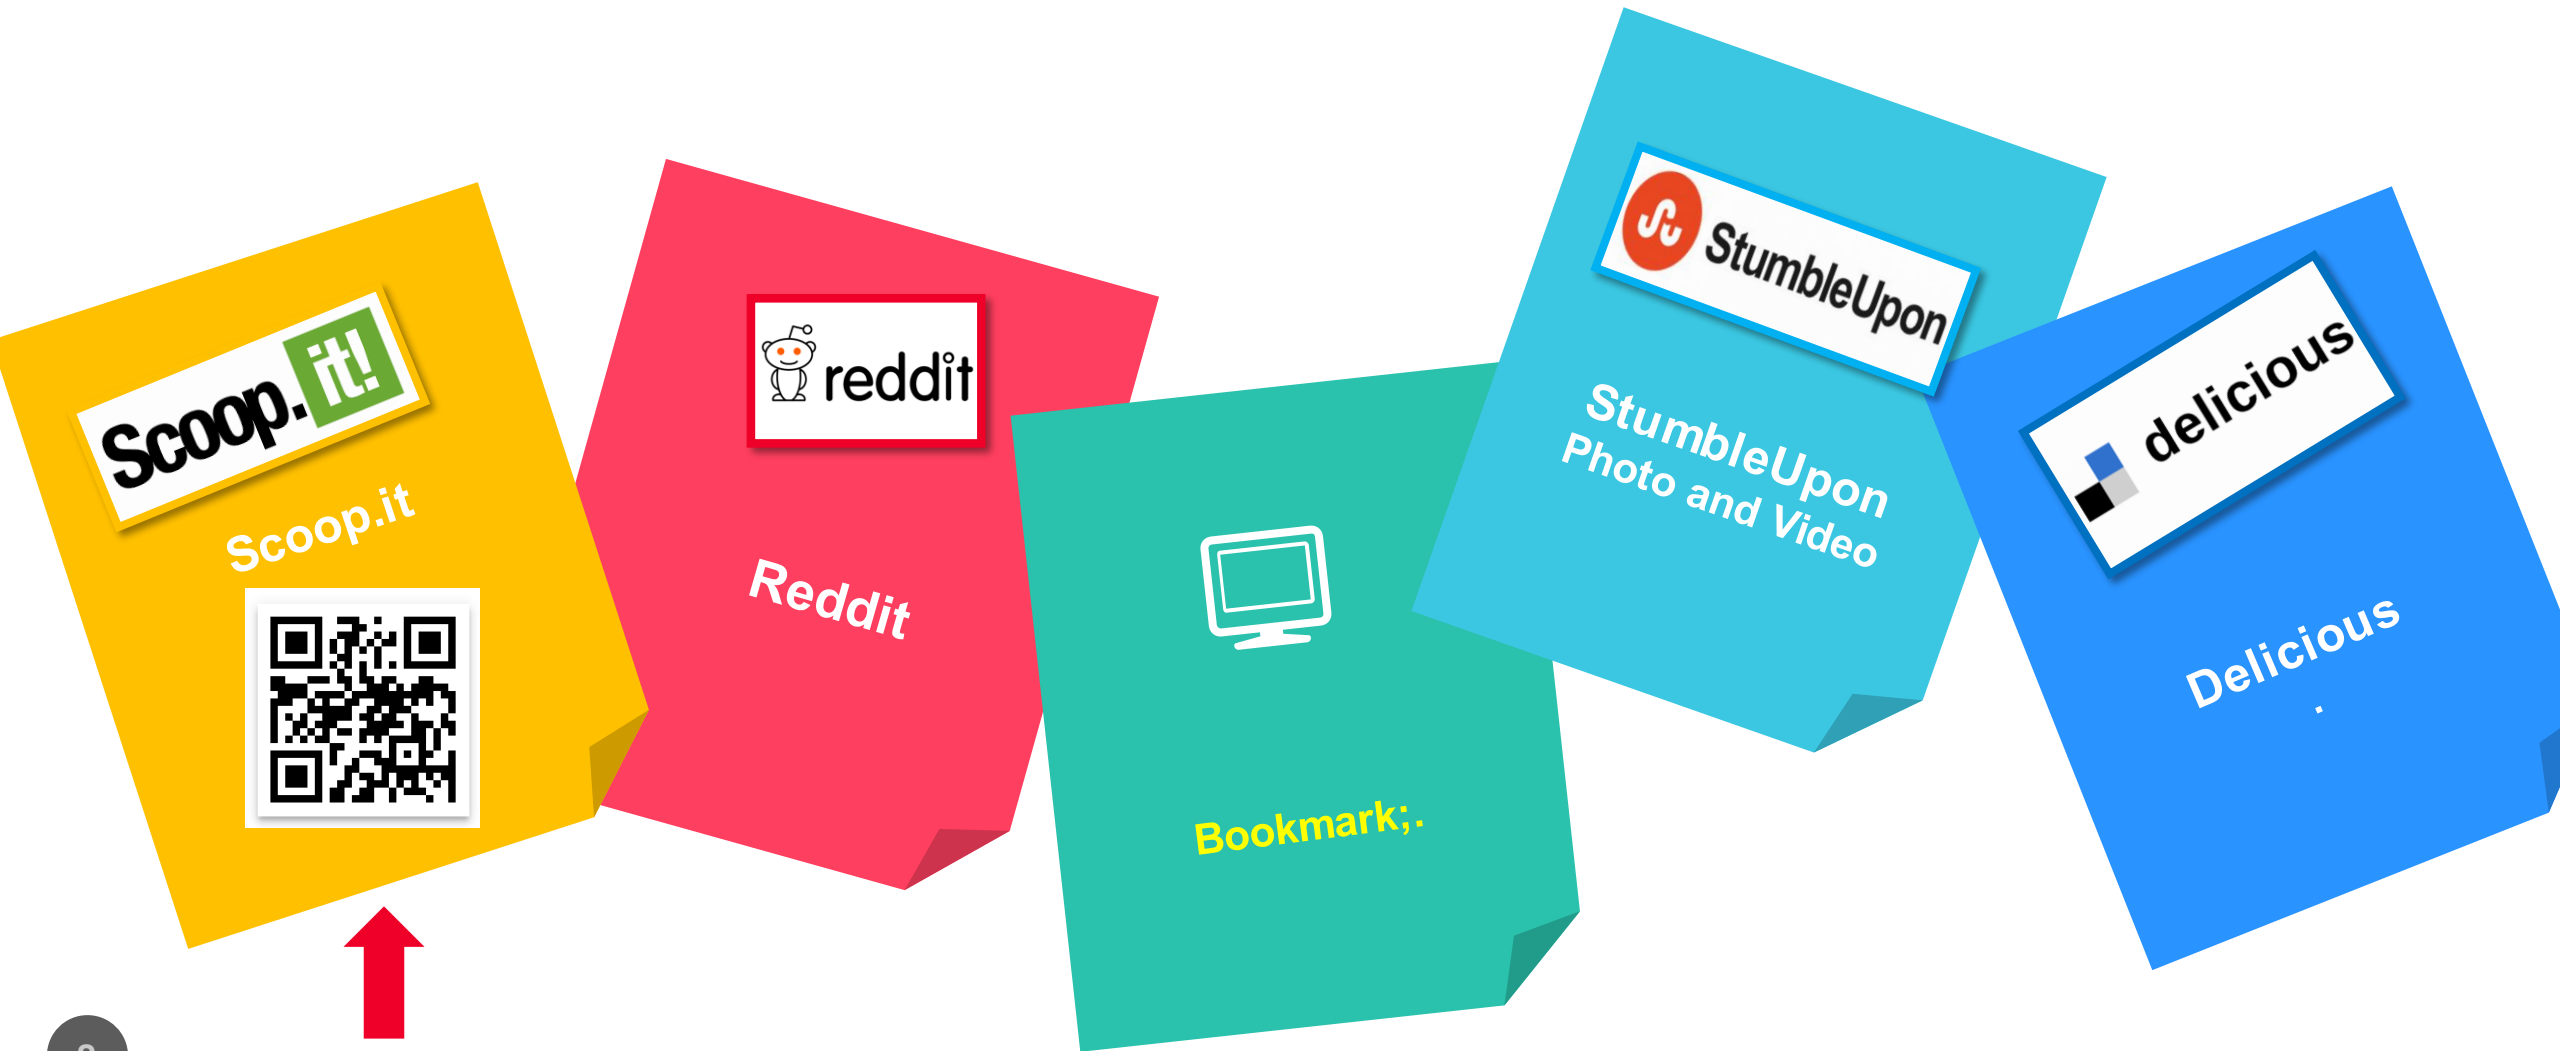 Scoop.it!
Scoop.it
reddit
Reddit
Bookmark;.
StumbleUpon
StumbleUpon
Photo and Video
delicious
Delicious
.